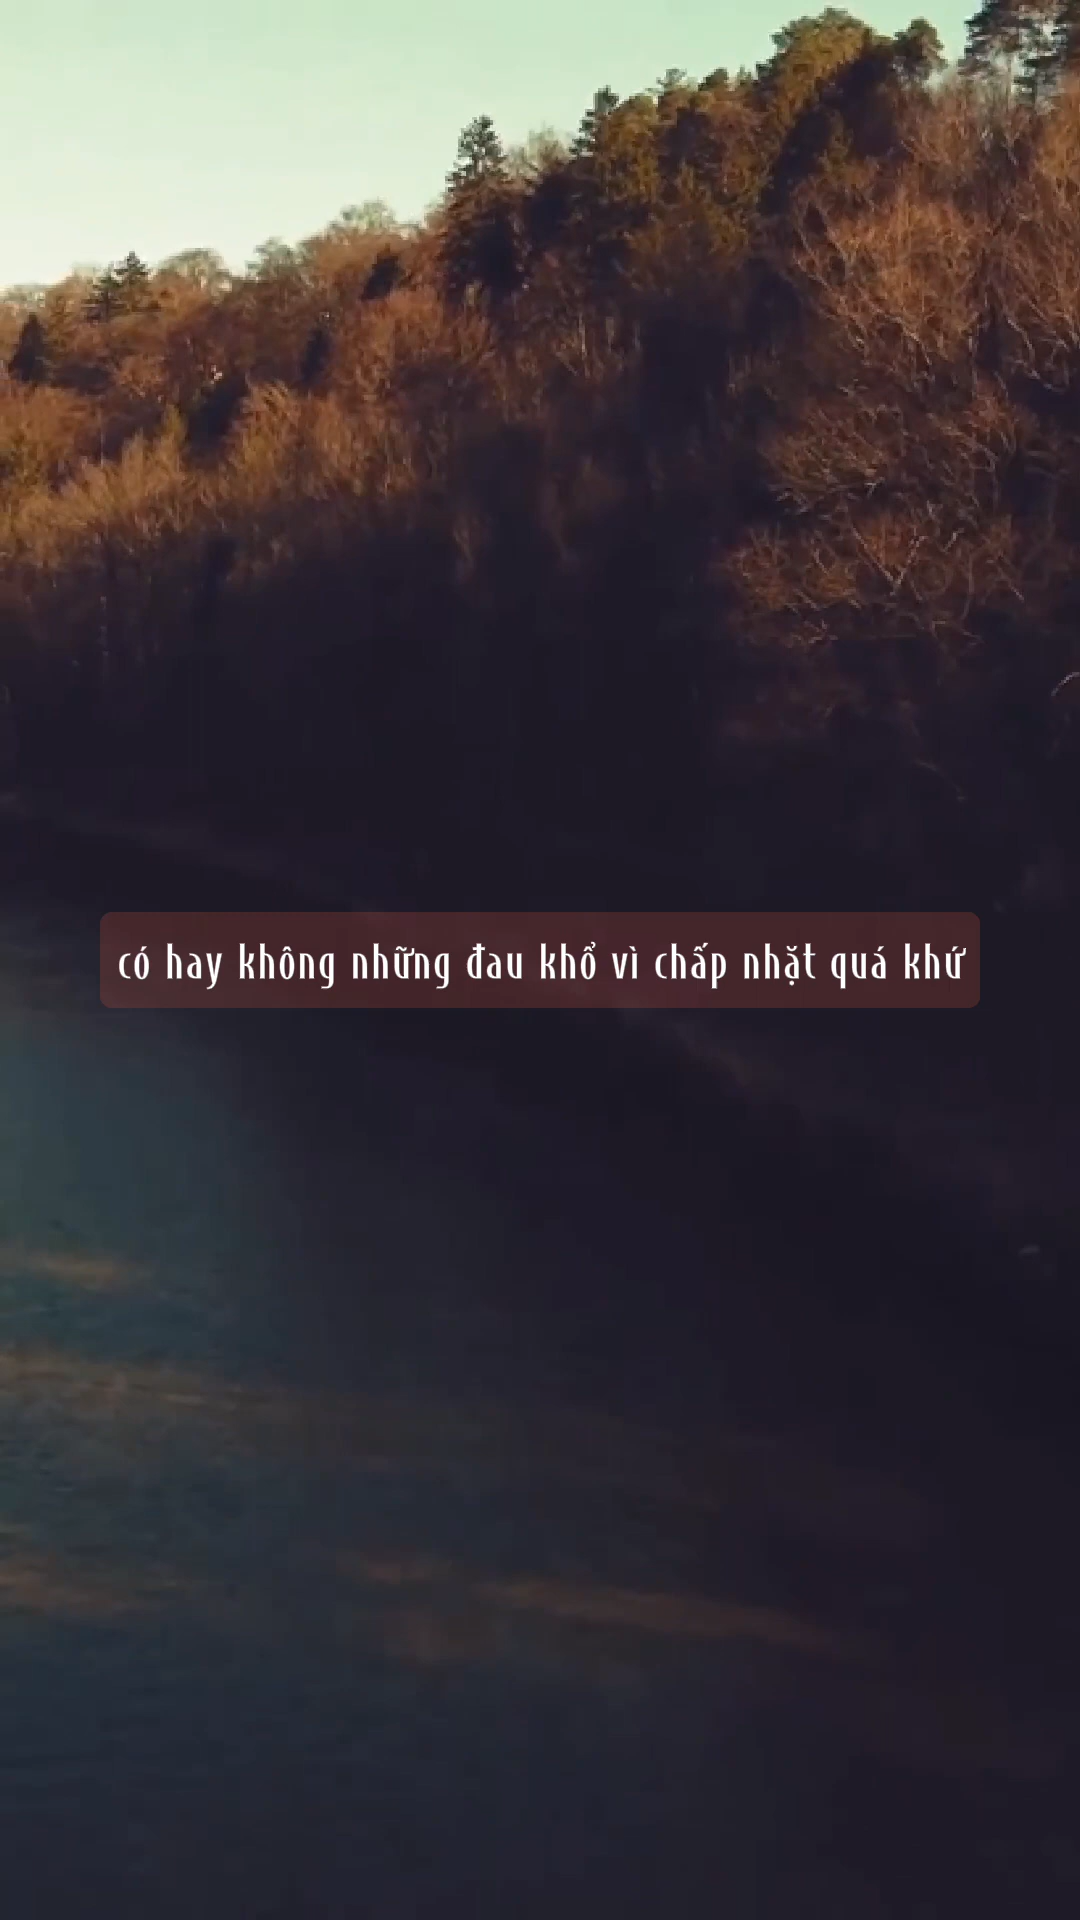 có hay không những đau khổ vì chấp nhặt quá khứ